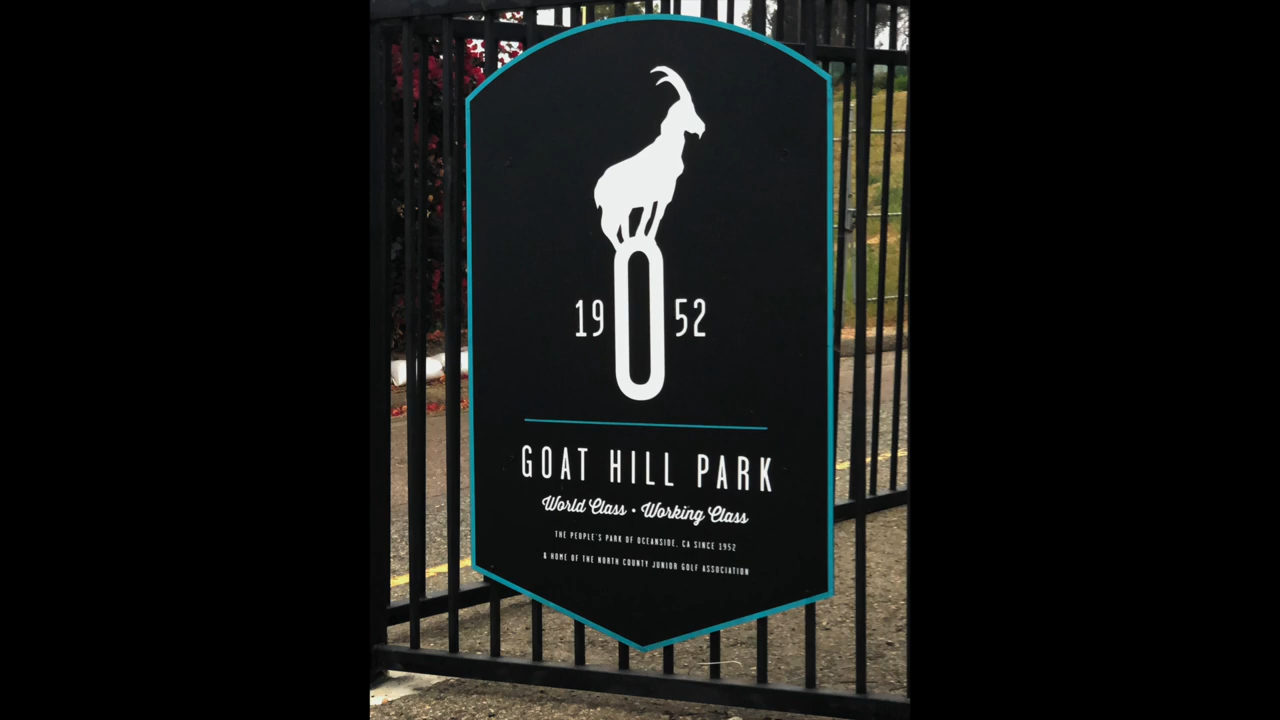 19 52
GOAT HILL PARK
World Class • Working Class
THE PEOPLE'S PARK OF OCEANSIDE, CA SINCE 1952
& HOME OF THE NORTH COUNTY JUNIOR GOLF ASSOCIATION